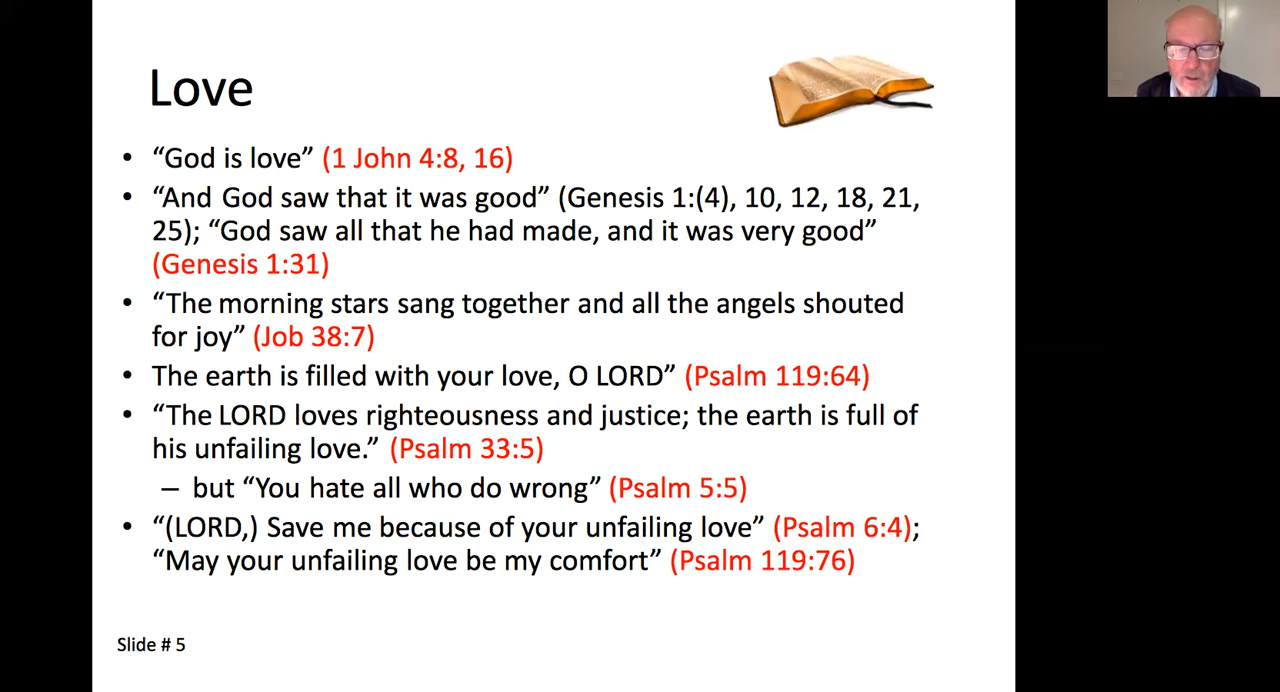 Love
• “God is love” (1 John 4:8, 16)
• “And God saw that it was good” (Genesis 1:(4), 10, 12, 18, 21,
25); “God saw all that he had made, and it was very good”
(Genesis 1:31)
• “The morning stars sang together and all the angels shouted
for joy” (Job 38:7)
• The earth is filled with your love, O LORD” (Psalm 119:64)
• “The LORD loves righteousness and justice; the earth is full of
his unfailing love.” (Psalm 33:5)
– but “You hate all who do wrong” (Psalm 5:5)
• “(LORD,) Save me because of your unfailing love” (Psalm 6:4);
“May your unfailing love be my comfort” (Psalm 119:76)
Slide # 5